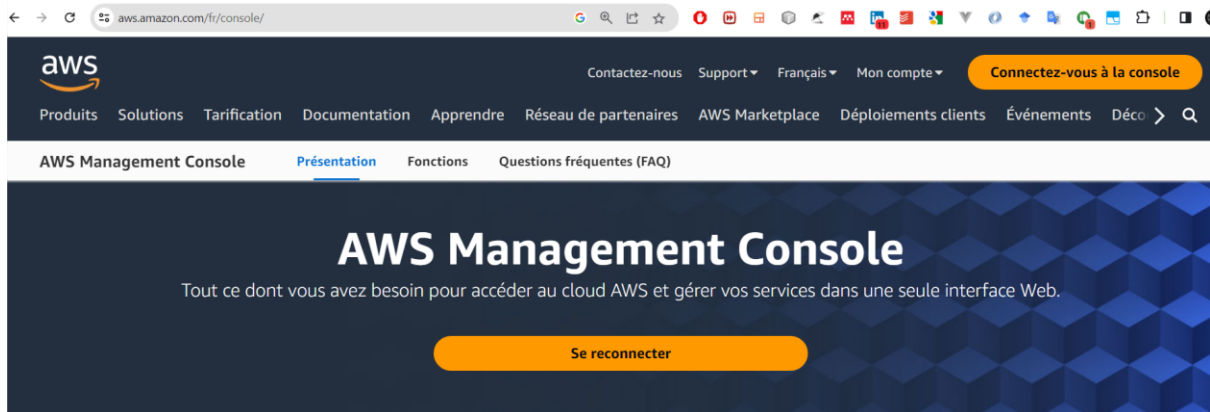 aws.amazon.com/fr/console/
11
1
aws
Contactez-nous Support Français Mon compte Connectez-vous à la console
Produits Solutions Tarification Documentation Apprendre Réseau de partenaires AWS Marketplace Déploiements clients Événements Déco
AWS Management Console Présentation Fonctions Questions fréquentes (FAQ)
AWS Management Console
Tout ce dont vous avez besoin pour accéder au cloud AWS et gérer vos services dans une seule interface Web.
Se reconnecter